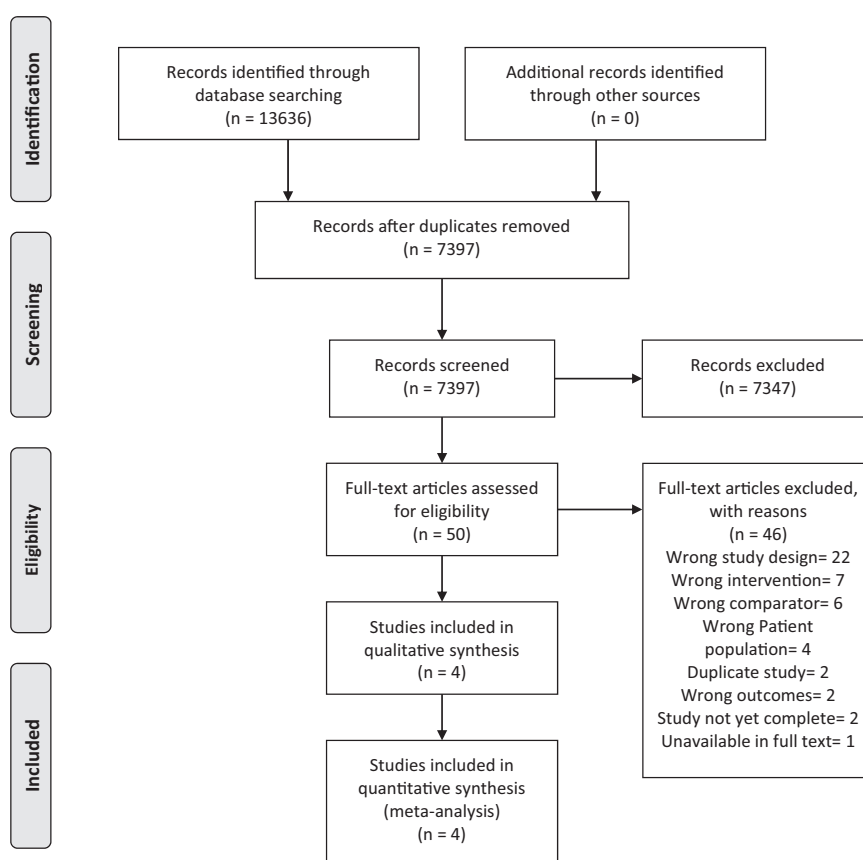 Identification
Records identified through
database searching
(n = 13636)
Additional records identified
through other sources
(n = 0)
Records after duplicates removed
(n = 7397)
Screening
Records screened
(n = 7397)
Records excluded
(n = 7347)
Eligibility
Full-text articles assessed
for eligibility
(n = 50)
Full-text articles excluded,
with reasons
(n = 46)
Wrong study design= 22
Wrong intervention= 7
Wrong comparator= 6
Wrong Patient
population= 4
Duplicate study= 2
Wrong outcomes= 2
Study not yet complete= 2
Unavailable in full text= 1
Studies included in
qualitative synthesis
(n = 4)
Included
Studies included in
quantitative synthesis
(meta-analysis)
(n = 4)